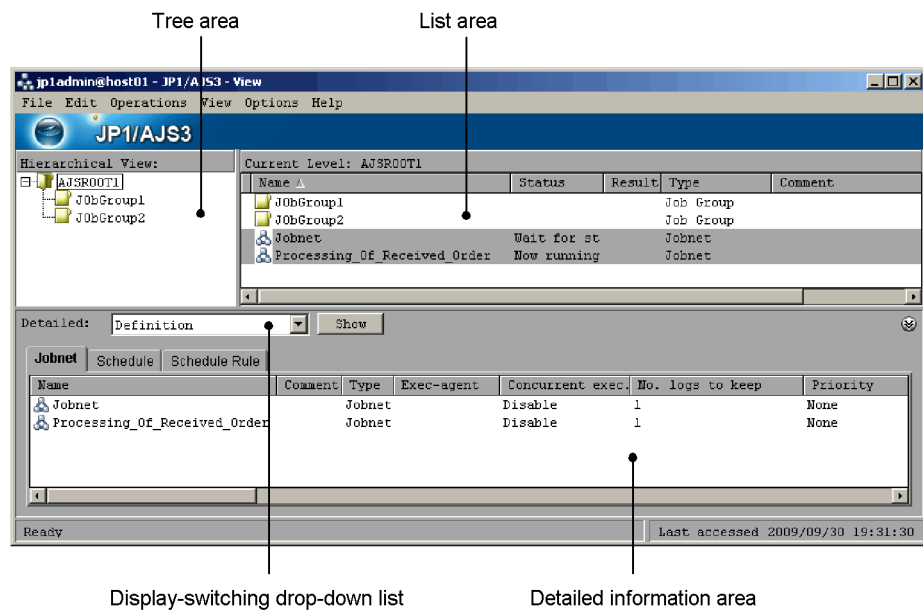 Tree area List area
jp1admin@host01 - JP1/AJS3 - View
File Edit Operations View Options Help
JP1/AJS3
Hierarchical View: Current Level: AJSROOT1
Name Status Result Type Comment
AJSROOT1
JObGroup1
JObGroup2
JObGroup1 Job Group
JObGroup2 Job Group
Jobnet Wait for st Jobnet
Processing_Of_Received_Order Now running Jobnet
Detailed: Definition Show
Jobnet Schedule Schedule Rule
Name Comment Type Exec-agent Concurrent exec. No. logs to keep Priority
Jobnet Jobnet Disable 1 None
Processing_Of_Received_Order Jobnet Disable 1 None
Ready Last accessed 2009/09/30 19:31:30
Display-switching drop-down list Detailed information area